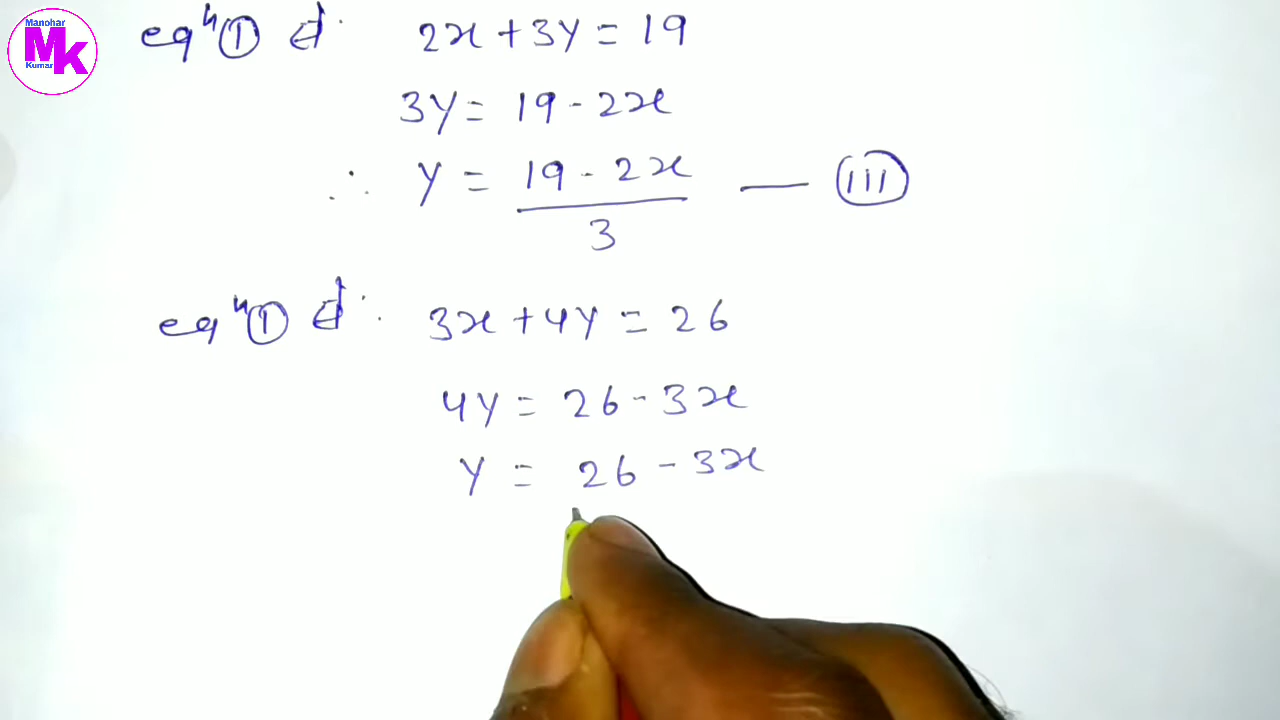 Manohar
MK
Kumar
eqⁿ ① से 2x + 3y = 19
3y = 19 - 2x
∴ y = 19 - 2x / 3 — (iii)
eqⁿ ① से 3x + 4y = 26
4y = 26 - 3x
y = 26 - 3x